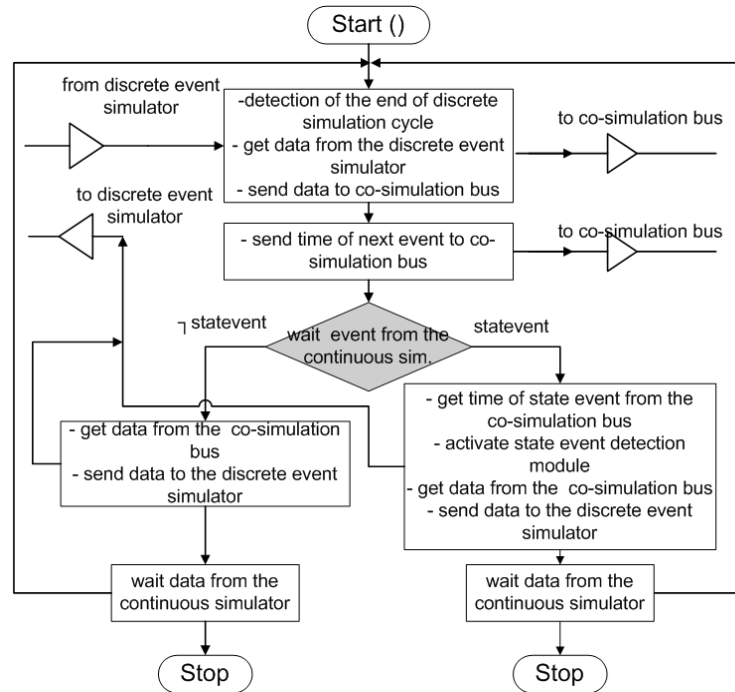 Start ()
from discrete event
simulator
-detection of the end of discrete
simulation cycle
- get data from the discrete event
simulator
- send data to co-simulation bus
to co-simulation bus
to discrete event
simulator
- send time of next event to co-
simulation bus
to co-simulation bus
¬ statevent
wait event from the
continuous sim.
statevent
- get data from the co-simulation
bus
- send data to the discrete event
simulator
- get time of state event from the
co-simulation bus
- activate state event detection
module
- get data from the co-simulation bus
- send data to the discrete event
simulator
wait data from the
continuous simulator
wait data from the
continuous simulator
Stop
Stop